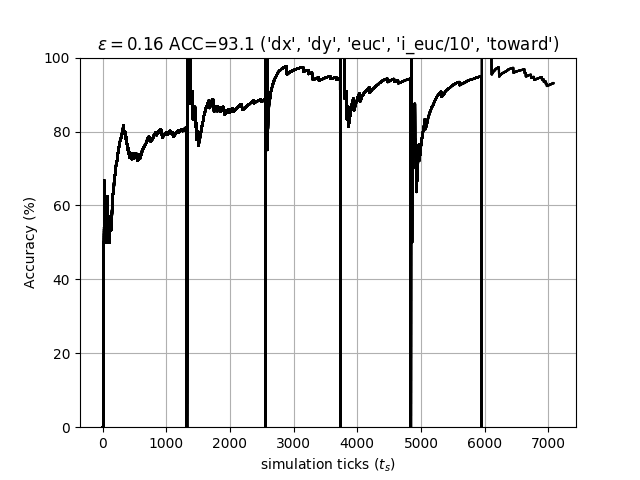 ε = 0.16 ACC=93.1 ('dx', 'dy', 'euc', 'i_euc/10', 'toward')
100
80
60
40
20
0
Accuracy (%)
0 1000 2000 3000 4000 5000 6000 7000
simulation ticks (tₛ)